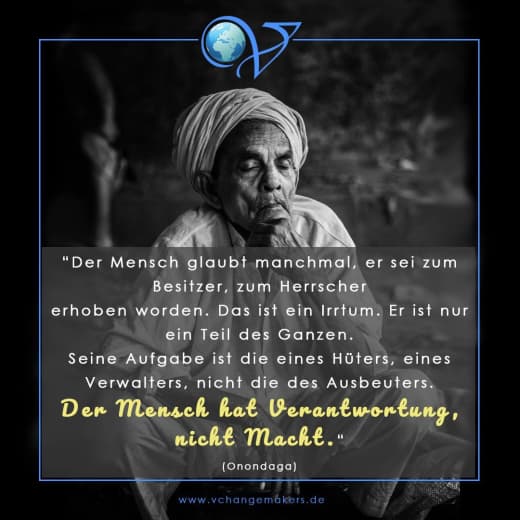 “Der Mensch glaubt manchmal, er sei zum
Besitzer, zum Herrscher
erhoben worden. Das ist ein Irrtum. Er ist nur
ein Teil des Ganzen.
Seine Aufgabe ist die eines Hüters, eines
Verwalters, nicht die des Ausbeuters.
Der Mensch hat Verantwortung,
nicht Macht.“
(Onondaga)
www.vchangemakers.de